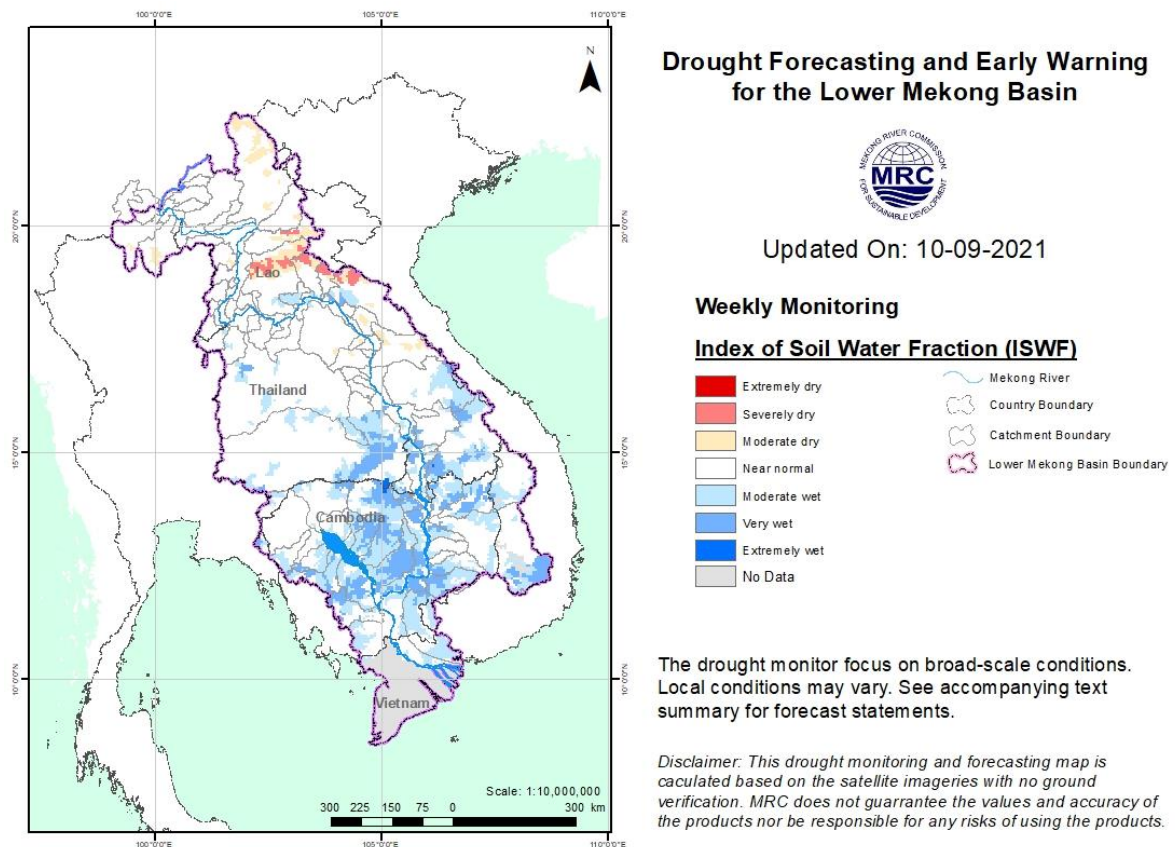 100°0'0"E 105°0'0"E 110°0'0"E
N
20°0'0"N
15°0'0"N
10°0'0"N
20°0'0"N
15°0'0"N
10°0'0"N
Lao
Thailand
Cambodia
Vietnam
Scale: 1:10,000,000
300 225 150 75 0 300 km
100°0'0"E 105°0'0"E 110°0'0"E
Drought Forecasting and Early Warning
for the Lower Mekong Basin
MEKONG RIVER COMMISSION
MRC
FOR SUSTAINABLE DEVELOPMENT
Updated On: 10-09-2021
Weekly Monitoring
Index of Soil Water Fraction (ISWF)
Extremely dry
Severely dry
Moderate dry
Near normal
Moderate wet
Very wet
Extremely wet
No Data
Mekong River
Country Boundary
Catchment Boundary
Lower Mekong Basin Boundary
The drought monitor focus on broad-scale conditions.
Local conditions may vary. See accompanying text
summary for forecast statements.
Disclaimer: This drought monitoring and forecasting map is
caculated based on the satellite imageries with no ground
verification. MRC does not guarrantee the values and accuracy of
the products nor be responsible for any risks of using the products.